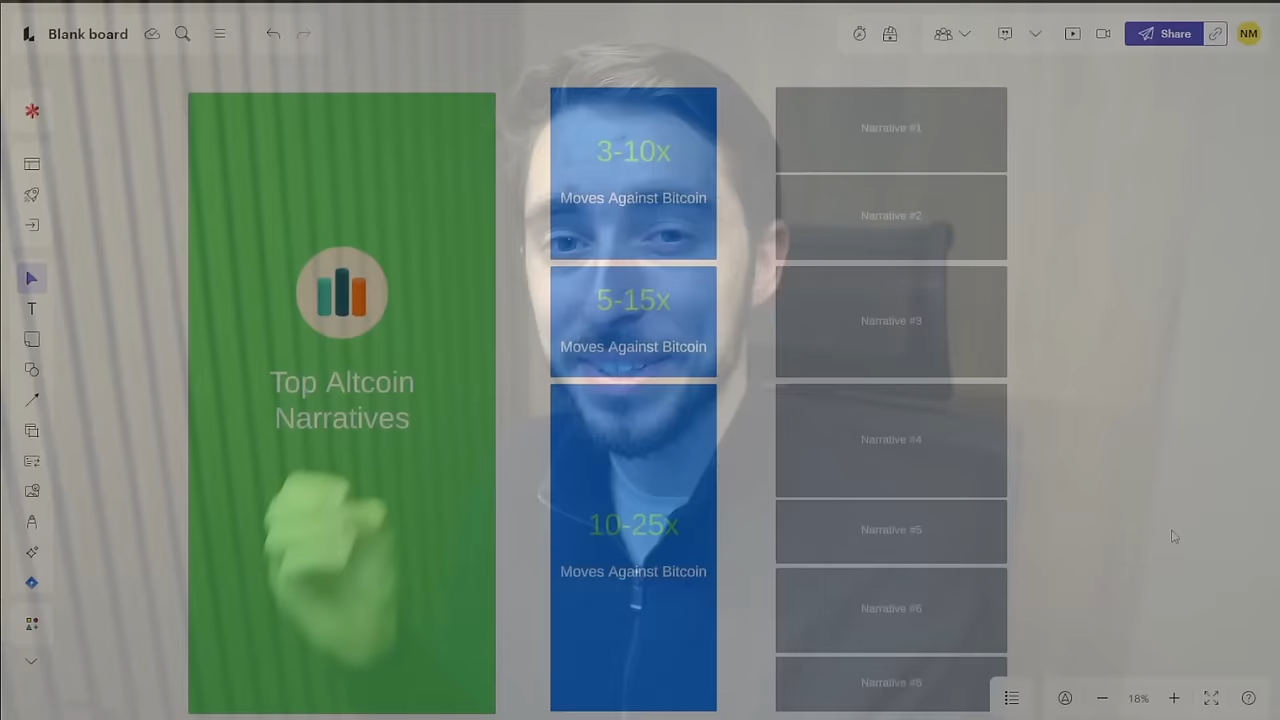 Blank board
Share
NM
Top Altcoin
Narratives
3-10x
Moves Against Bitcoin
5-15x
Moves Against Bitcoin
10-25x
Moves Against Bitcoin
Narrative #1
Narrative #2
Narrative #3
Narrative #4
Narrative #5
Narrative #6
Narrative #6
18%